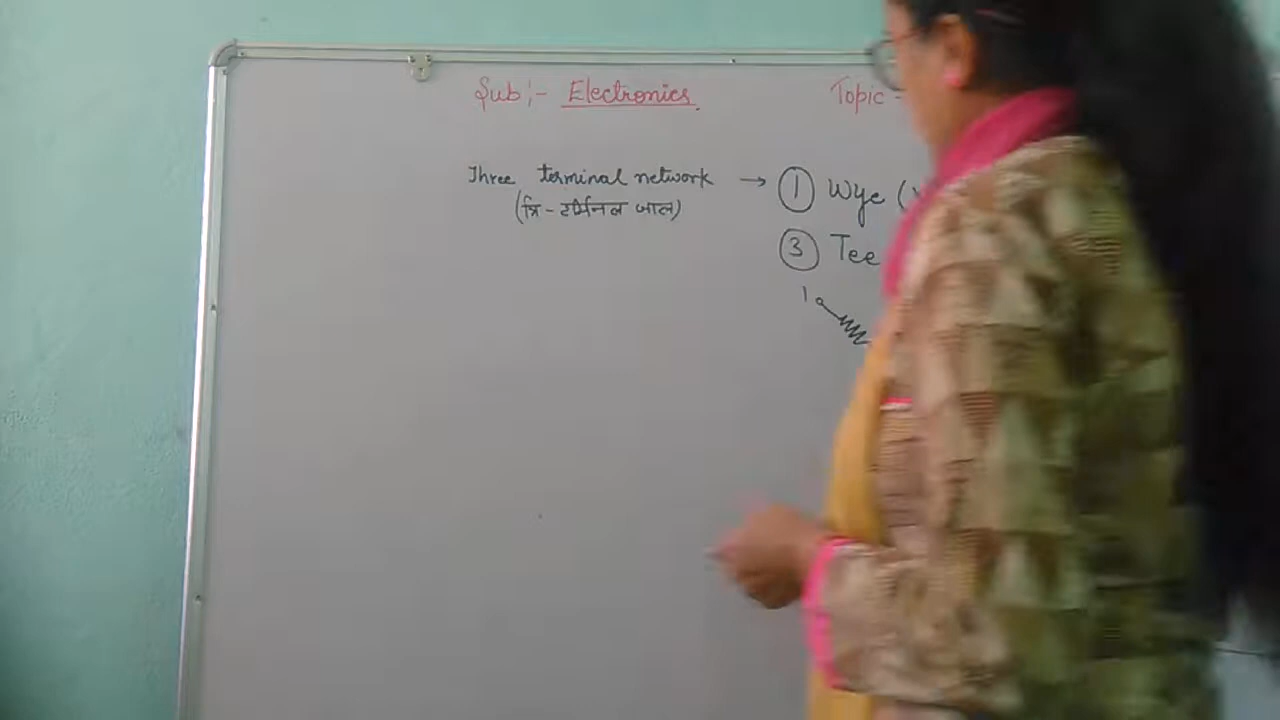 Sub :- Electronics Topic -
Three terminal network → ① Wye (
(त्रि - टर्मिनल जाल)
③ Tee
1